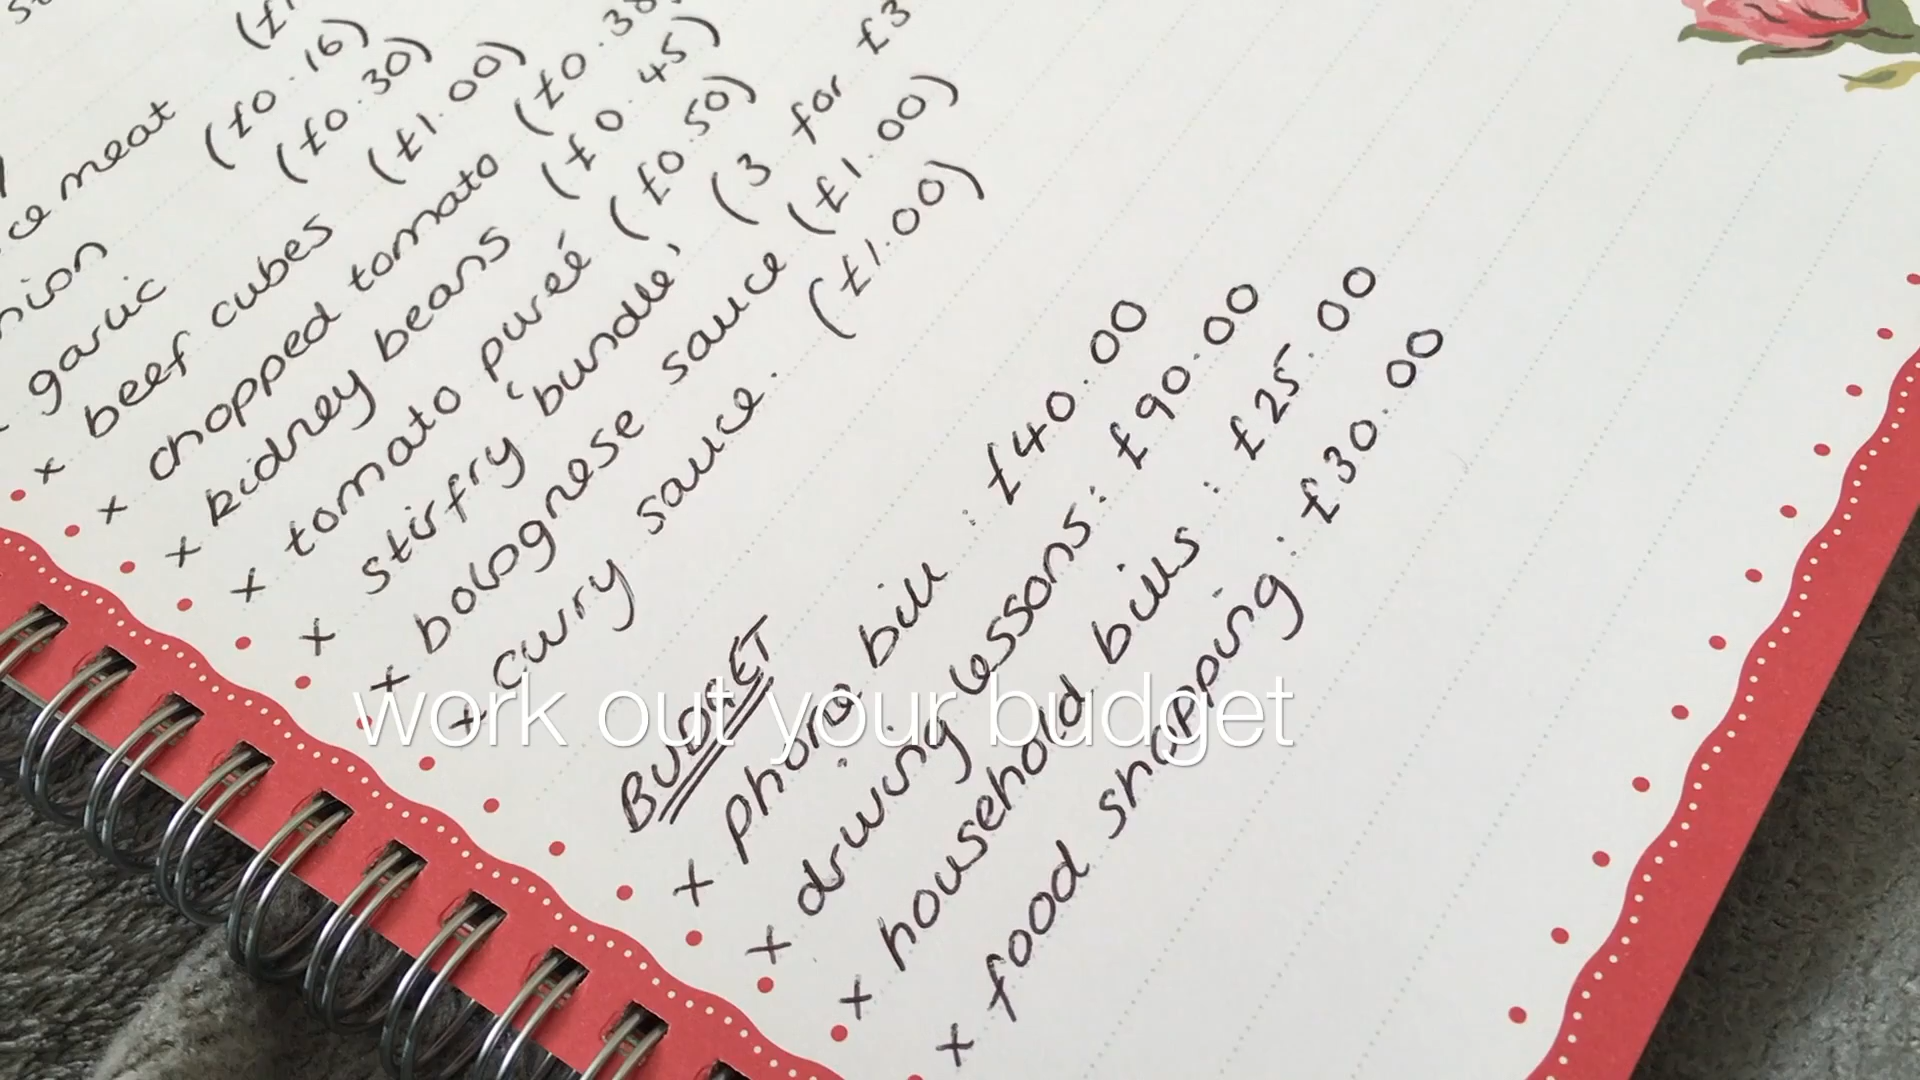 meat (£1
onion (£0.16)
garlic (£0.30)
x beef cubes (£1.00)
x chopped tomato (£0.38
x kidney beans (£0.45)
x tomato pureé (£0.50)
x stirfry 'bundle' (3 for £3
x bolognese sauce (£1.00)
x curry sauce. (£1.00)
BUDGET
x phone bill : £40.00
x driving lessons : £90.00
x household bills : £25.00
x food shopping : £30.00
work out your budget